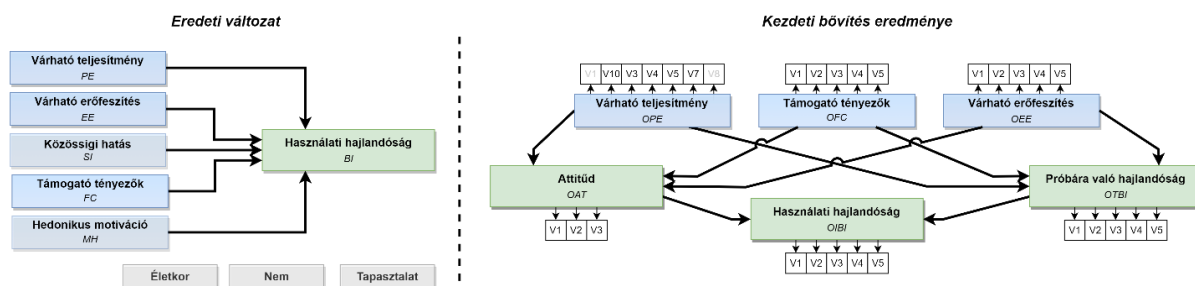 Eredeti változat
Várható teljesítmény
PE
Várható erőfeszítés
EE
Közösségi hatás
SI
Támogató tényezők
FC
Hedonikus motiváció
MH
Használati hajlandóság
BI
Életkor Nem Tapasztalat
Kezdeti bővítés eredménye
V1 V10 V3 V4 V5 V7 V8
Várható teljesítmény
OPE
V1 V2 V3 V4 V5
Támogató tényezők
OFC
V1 V2 V3 V4 V5
Várható erőfeszítés
OEE
Attitűd
OAT
V1 V2 V3
Használati hajlandóság
OIBI
V1 V2 V3 V4 V5
Próbára való hajlandóság
OTBI
V1 V2 V3 V4 V5